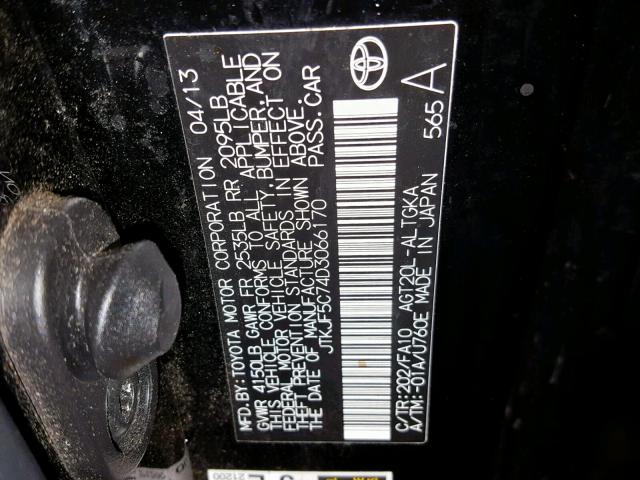 MFD.BY:TOYOTA MOTOR CORPORATION 04/13
GVWR 4150LB GAWR FR 2535LB RR 2095LB
THIS VEHICLE CONFORMS TO ALL APPLICABLE
FEDERAL MOTOR VEHICLE SAFETY, BUMPER, AND
THEFT PREVENTION STANDARDS IN EFFECT ON
THE DATE OF MANUFACTURE SHOWN ABOVE.
JTKJF5C74D3066170 PASS.CAR
C/TR:202/FA10 AGT20L-ALTGKA
A/TM:-01A/U760E MADE IN JAPAN 565 A
21200